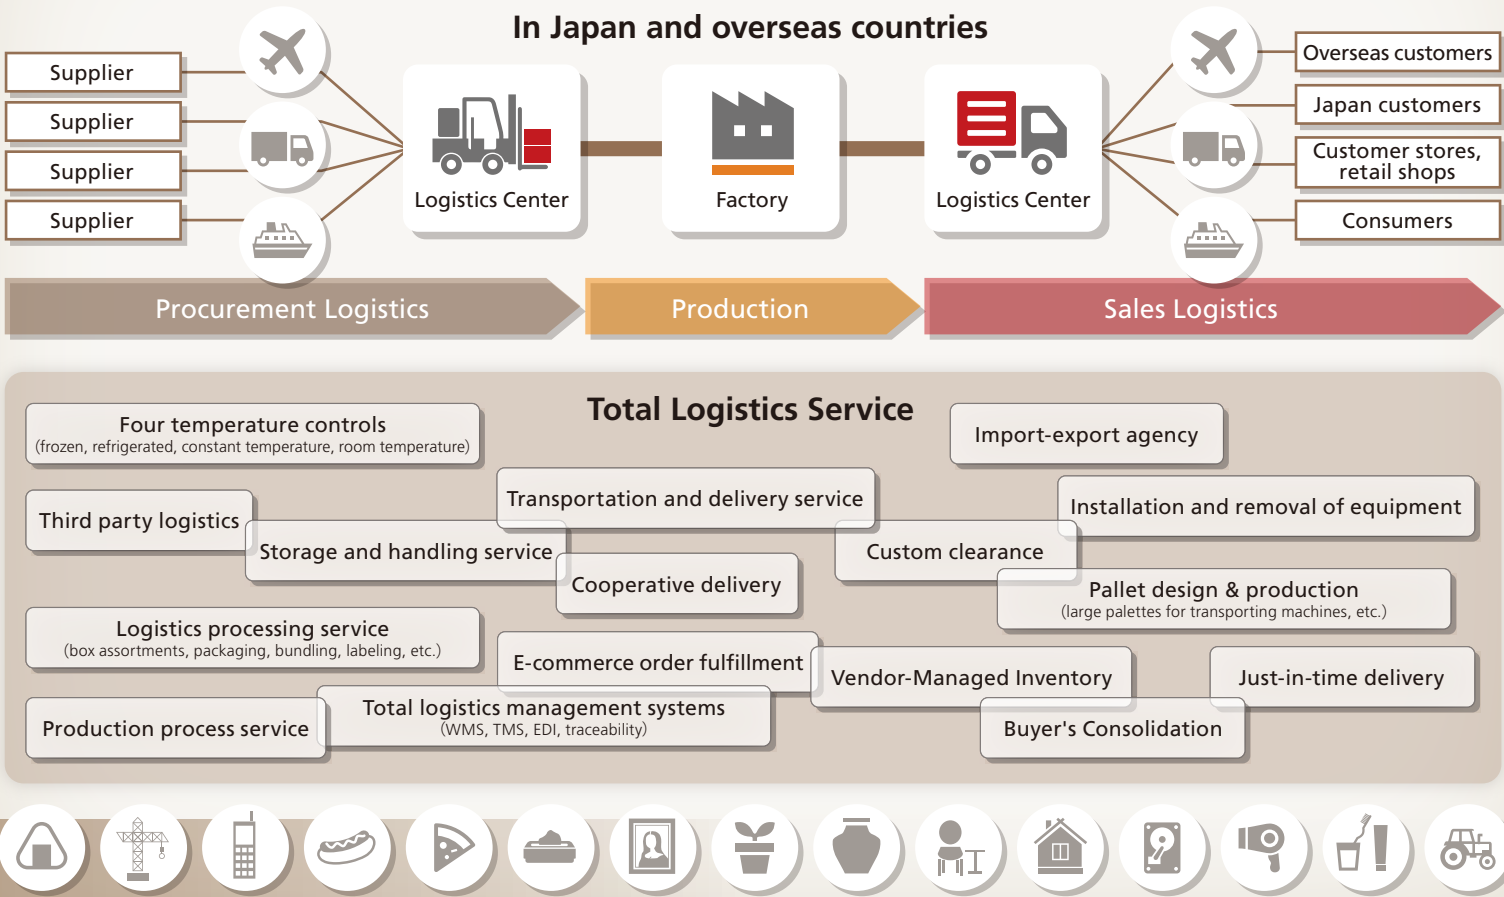 In Japan and overseas countries
Supplier
Supplier
Supplier
Supplier
Logistics Center
Factory
Logistics Center
Overseas customers
Japan customers
Customer stores,
retail shops
Consumers
Procurement Logistics
Production
Sales Logistics
Total Logistics Service
Four temperature controls
(frozen, refrigerated, constant temperature, room temperature)
Import-export agency
Transportation and delivery service
Installation and removal of equipment
Third party logistics
Storage and handling service
Custom clearance
Cooperative delivery
Pallet design & production
(large palettes for transporting machines, etc.)
Logistics processing service
(box assortments, packaging, bundling, labeling, etc.)
E-commerce order fulfillment
Vendor-Managed Inventory
Just-in-time delivery
Total logistics management systems
(WMS, TMS, EDI, traceability)
Production process service
Buyer's Consolidation